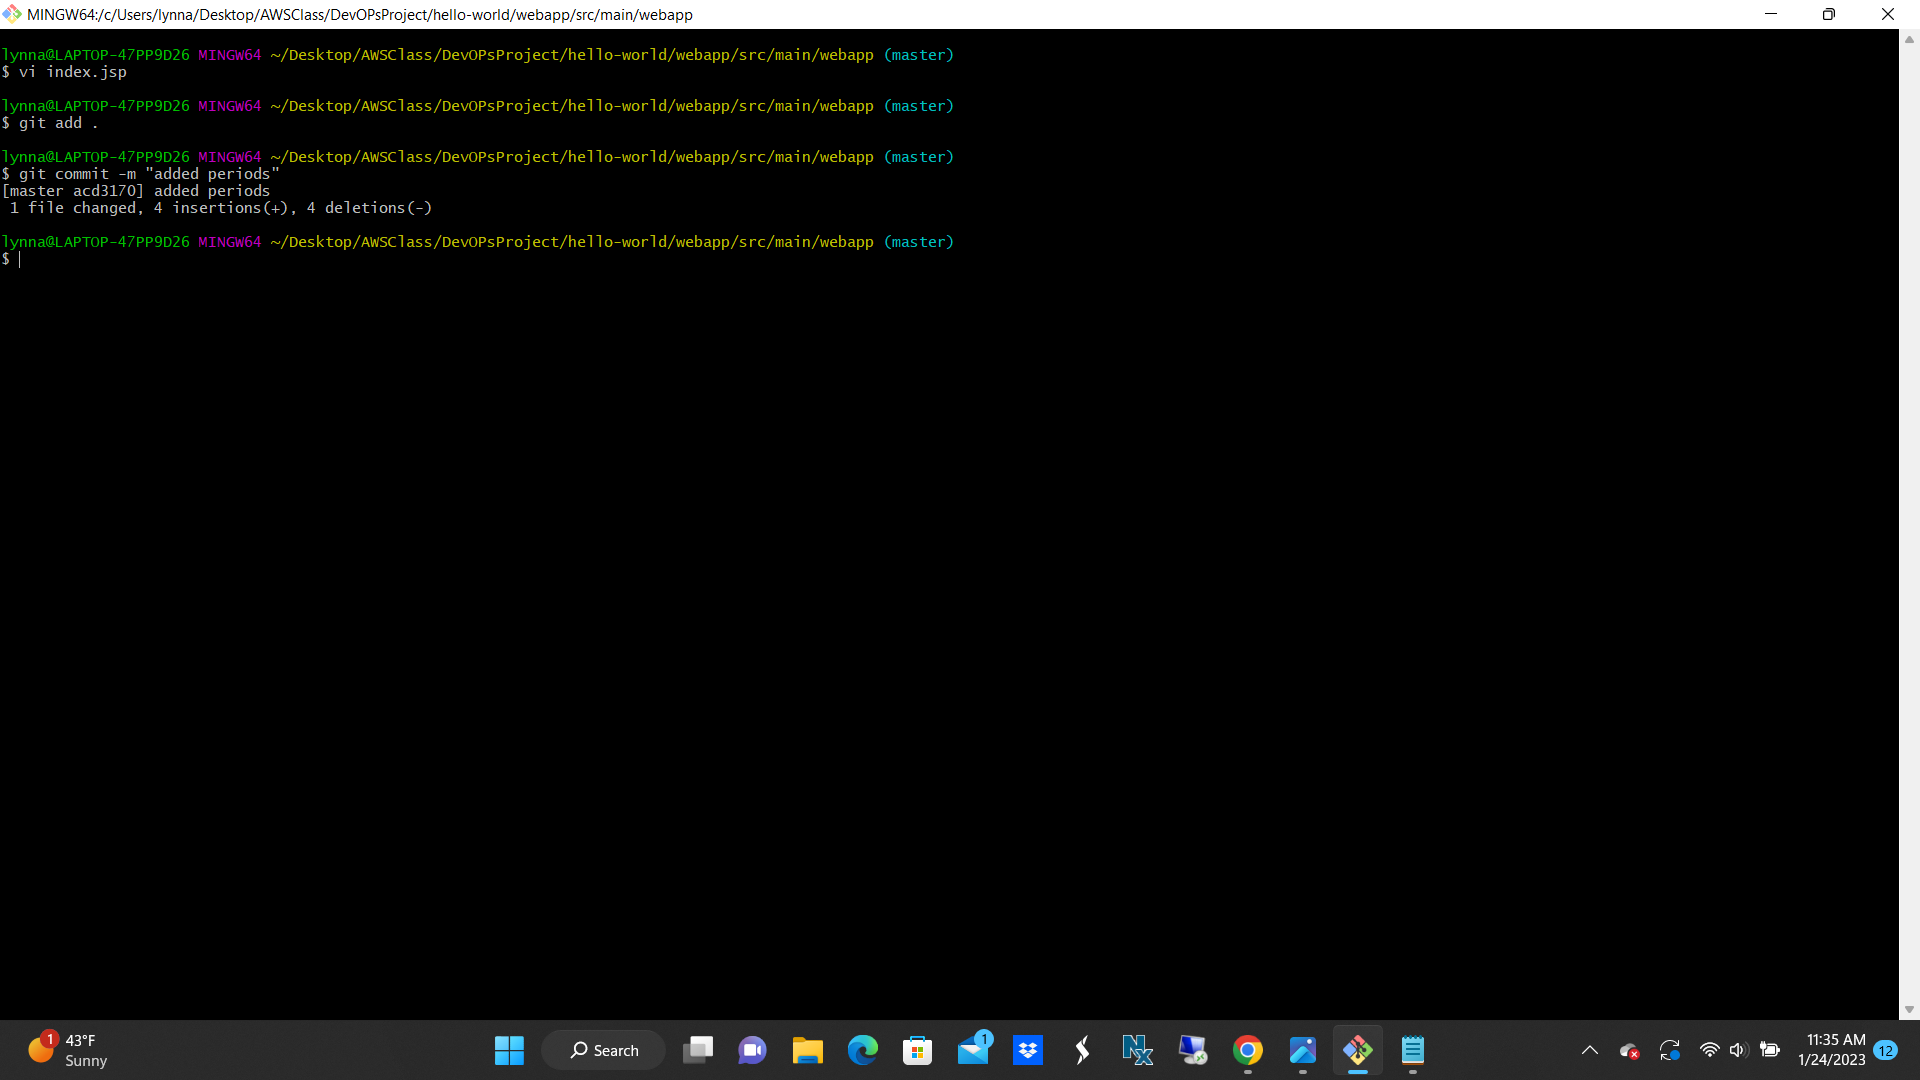 MINGW64:/c/Users/lynna/Desktop/AWSClass/DevOPsProject/hello-world/webapp/src/main/webapp
lynna@LAPTOP-47PP9D26 MINGW64 ~/Desktop/AWSClass/DevOPsProject/hello-world/webapp/src/main/webapp (master)
$ vi index.jsp
lynna@LAPTOP-47PP9D26 MINGW64 ~/Desktop/AWSClass/DevOPsProject/hello-world/webapp/src/main/webapp (master)
$ git add .
lynna@LAPTOP-47PP9D26 MINGW64 ~/Desktop/AWSClass/DevOPsProject/hello-world/webapp/src/main/webapp (master)
$ git commit -m "added periods"
[master acd3170] added periods
 1 file changed, 4 insertions(+), 4 deletions(-)
lynna@LAPTOP-47PP9D26 MINGW64 ~/Desktop/AWSClass/DevOPsProject/hello-world/webapp/src/main/webapp (master)
$
1
43°F
Sunny
Search
1
Nx
11:35 AM
1/24/2023
12